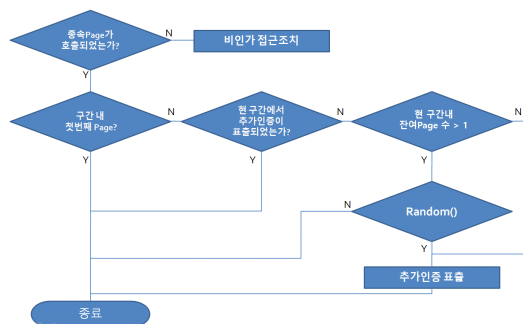 종속Page가
호출되었는가?
N
비인가 접근조치
Y
구간 내
첫번째 Page?
N
현 구간에서
추가인증이
표출되었는가?
N
현 구간내
잔여Page 수 > 1
N
Y
Y
Y
N
Random()
Y
추가인증 표출
종료